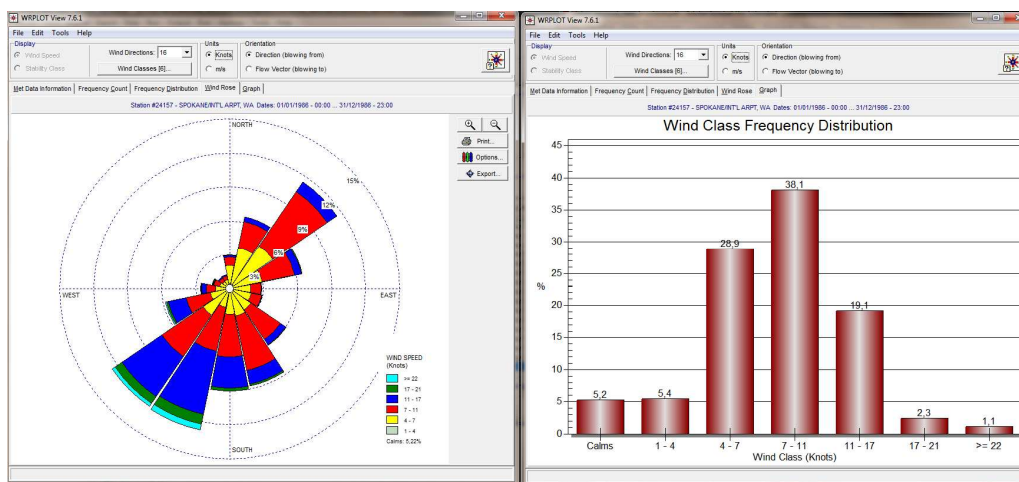 WRPLOT View 7.6.1
File Edit Tools Help
Display
Wind Speed
Stability Class
Wind Directions: 16
Wind Classes [6]...
Units
Knots
m/s
Orientation
Direction (blowing from)
Flow Vector (blowing to)
Met Data Information Frequency Count Frequency Distribution Wind Rose Graph
Station #24157 - SPOKANE/INT'L ARPT, WA Dates: 01/01/1986 - 00:00 ... 31/12/1986 - 23:00
NORTH
15%
12%
9%
6%
3%
WEST
EAST
SOUTH
Print...
Options...
Export...
WIND SPEED
(Knots)
>= 22
17 - 21
11 - 17
7 - 11
4 - 7
1 - 4
Calms: 5,22%
WRPLOT View 7.6.1
File Edit Tools Help
Display
Wind Speed
Stability Class
Wind Directions: 16
Wind Classes [6]...
Units
Knots
m/s
Orientation
Direction (blowing from)
Flow Vector (blowing to)
Met Data Information Frequency Count Frequency Distribution Wind Rose Graph
Station #24157 - SPOKANE/INT'L ARPT, WA Dates: 01/01/1986 - 00:00 ... 31/12/1986 - 23:00
Wind Class Frequency Distribution
45
40
35
30
25
20
15
10
5
0
%
5,2
5,4
28,9
38,1
19,1
2,3
1,1
Calms 1 - 4 4 - 7 7 - 11 11 - 17 17 - 21 >= 22
Wind Class (Knots)